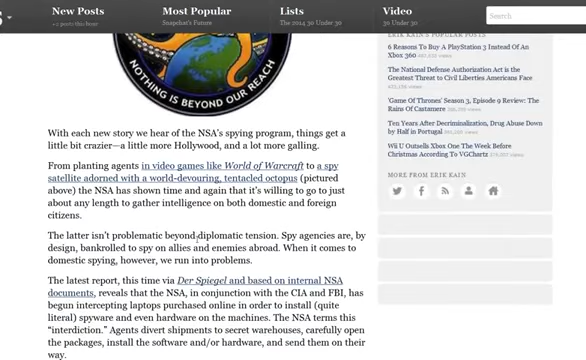 New Posts
Most Popular
Lists
Video
+1 posts this hour
Snapchat's Future
The 2014 30 Under 30
30 Under 30
Search
NOTHING IS BEYOND OUR REACH
ERIK KAIN'S POPULAR POSTS
6 Reasons To Buy A PlayStation 3 Instead Of An
Xbox 360
views
The National Defense Authorization Act is the
Greatest Threat to Civil Liberties Americans Face
views
'Game Of Thrones' Season 3, Episode 9 Review: The
Rains Of Castamere
views
Ten Years After Decriminalization, Drug Abuse Down
by Half in Portugal
views
Wii U Outsells Xbox One The Week Before
Christmas According To VGChartz
views
MORE FROM ERIK KAIN
With each new story we hear of the NSA's spying program, things get a
little bit crazier—a little more Hollywood, and a lot more galling.
From planting agents in video games like World of Warcraft to a spy
satellite adorned with a world-devouring, tentacled octopus (pictured
above) the NSA has shown time and again that it's willing to go to just
about any length to gather intelligence on both domestic and foreign
citizens.
The latter isn't problematic beyond diplomatic tension. Spy agencies are, by
design, bankrolled to spy on allies and enemies abroad. When it comes to
domestic spying, however, we run into problems.
The latest report, this time via Der Spiegel and based on internal NSA
documents, reveals that the NSA, in conjunction with the CIA and FBI, has
begun intercepting laptops purchased online in order to install (quite
literal) spyware and even hardware on the machines. The NSA terms this
"interdiction." Agents divert shipments to secret warehouses, carefully open
the packages, install the software and/or hardware, and send them on their
way.